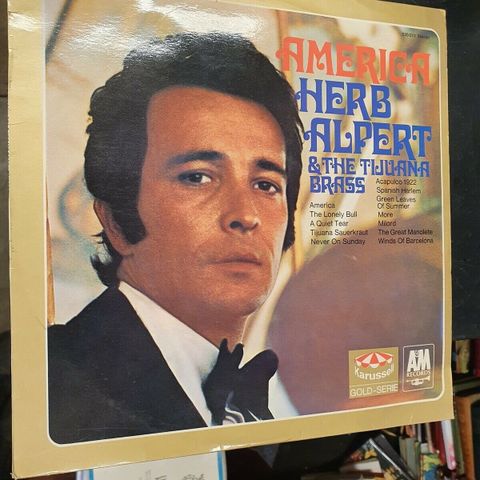 AMERICA
HERB
ALPERT
& THE TIJUANA
BRASS
America
The Lonely Bull
A Quiet Tear
Tijuana Sauerkraut
Never On Sunday
Acapulco 1922
Spanish Harlem
Green Leaves
Of Summer
More
Milord
The Great Manolete
Winds Of Barcelona
Karussell
GOLD-SERIE
A&M
RECORDS